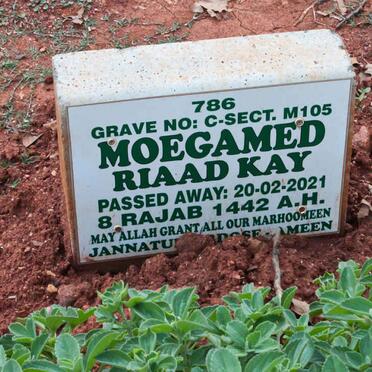 786
GRAVE NO: C-SECT. M105
MOEGAMED
RIAAD KAY
PASSED AWAY: 20-02-2021
8 RAJAB 1442 A.H.
MAY ALLAH GRANT ALL OUR MARHOOMEEN
AMEEN